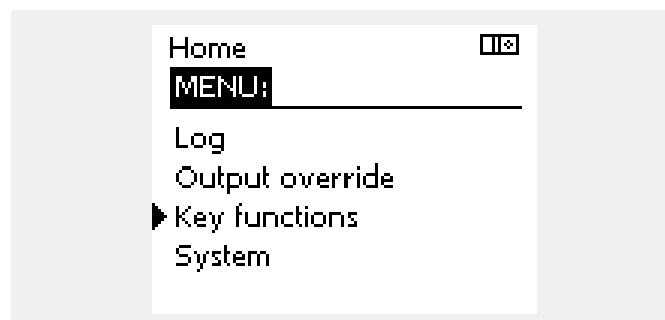 Home
MENU:
Log
Output override
Key functions
System